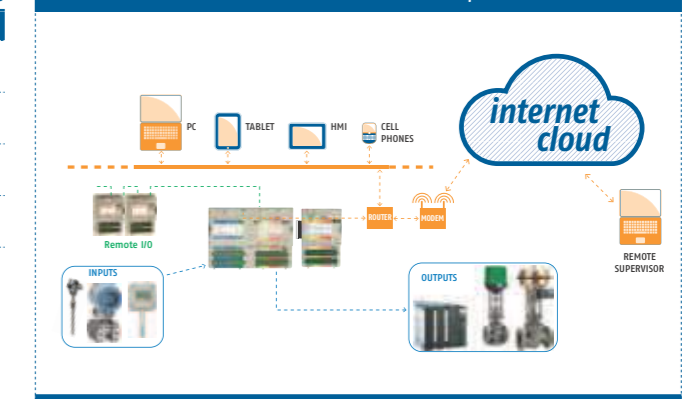 internet
cloud
PC
TABLET
HMI
CELL
PHONES
ROUTER
MODEM
Remote I/O
REMOTE
SUPERVISOR
INPUTS
OUTPUTS